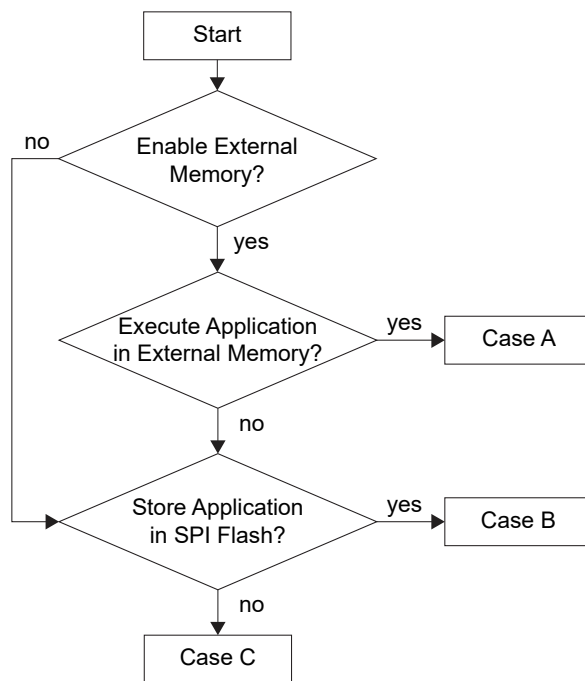 Start
no
Enable External
Memory?
yes
Execute Application
in External Memory?
yes
Case A
no
Store Application
in SPI Flash?
yes
Case B
no
Case C